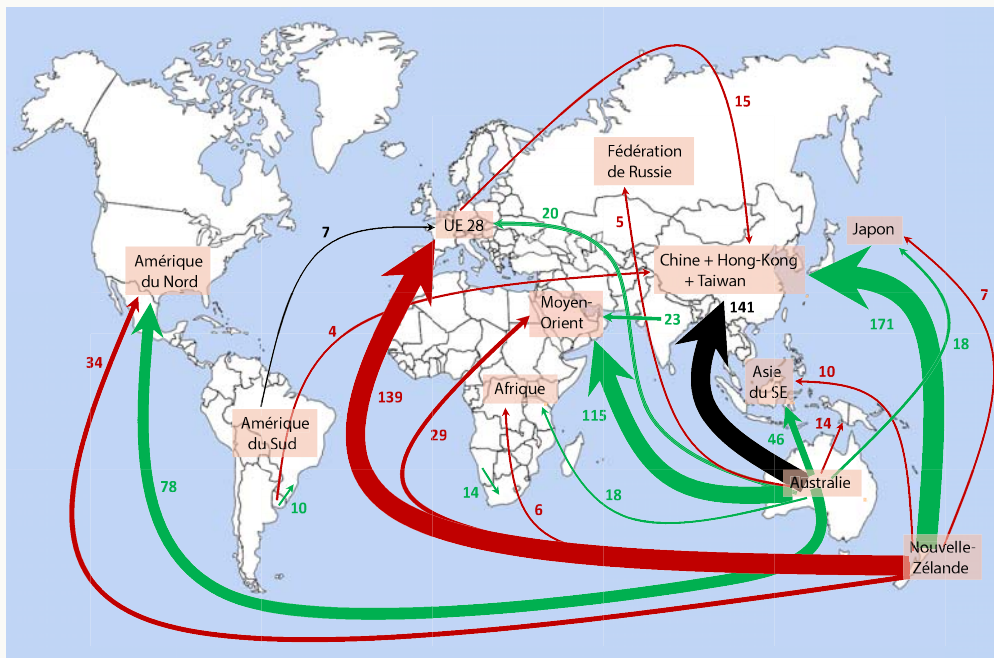 15
Fédération
de Russie
20
5
7
UE 28
Japon
Amérique
du Nord
Chine + Hong-Kong
+ Taiwan
Moyen-
Orient
141
23
7
171
4
34
18
Asie
du SE
10
139
Afrique
115
Amérique
du Sud
29
46
14
78
14
Australie
10
6
18
Nouvelle-
Zélande